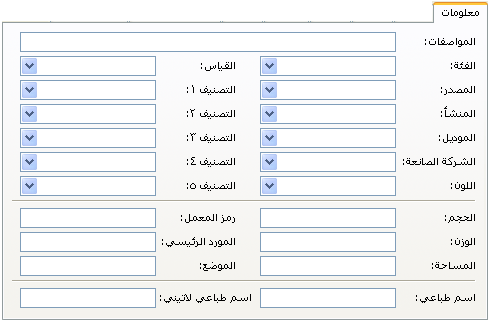 معلومات
المواصفات:
الفئة: القياس:
المصدر: التصنيف ١:
المنشأ: التصنيف ٢:
الموديل: التصنيف ٣:
الشركة الصانعة: التصنيف ٤:
اللون: التصنيف ٥:
الحجم: رمز المعمل:
الوزن: المورد الرئيسي:
المساحة: الموضع:
اسم طباعي: اسم طباعي لاتيني: